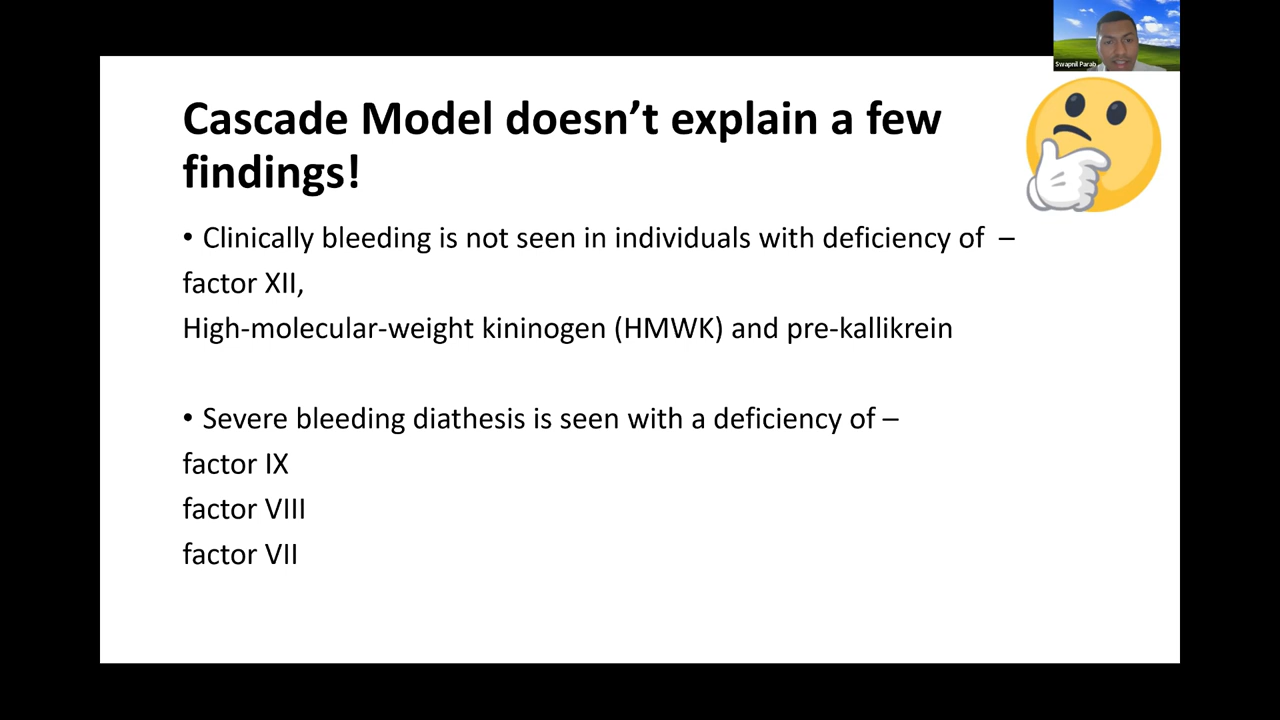 Swapnil Parab
Cascade Model doesn’t explain a few
findings!
• Clinically bleeding is not seen in individuals with deficiency of –
factor XII,
High-molecular-weight kininogen (HMWK) and pre-kallikrein
• Severe bleeding diathesis is seen with a deficiency of –
factor IX
factor VIII
factor VII